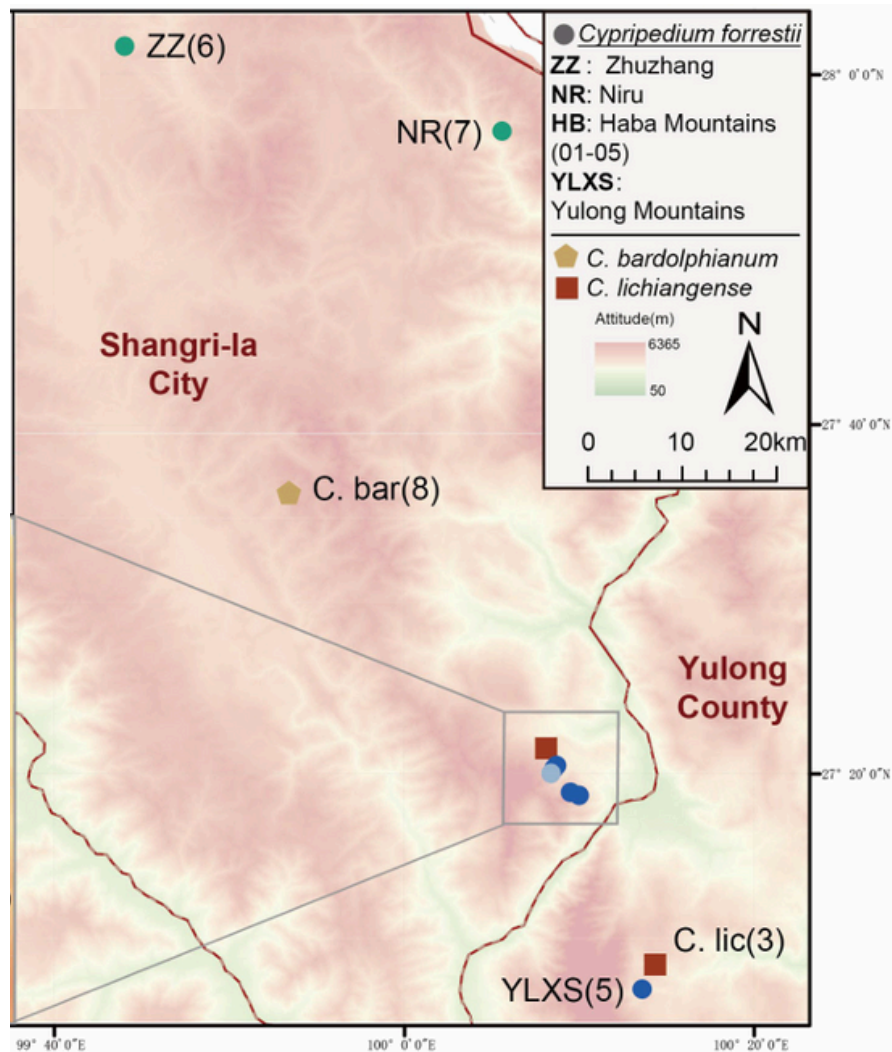 ZZ(6)
NR(7)
Cypripedium forrestii
ZZ : Zhuzhang
NR: Niru
HB: Haba Mountains
(01-05)
YLXS:
Yulong Mountains
C. bardolphianum
C. lichiangense
Attitude(m)
6365
50
N
0 10 20km
28° 0'0"N
27° 40'0"N
27° 20'0"N
Shangri-la
City
C. bar(8)
Yulong
County
C. lic(3)
YLXS(5)
99° 40'0"E 100° 0'0"E 100° 20'0"E